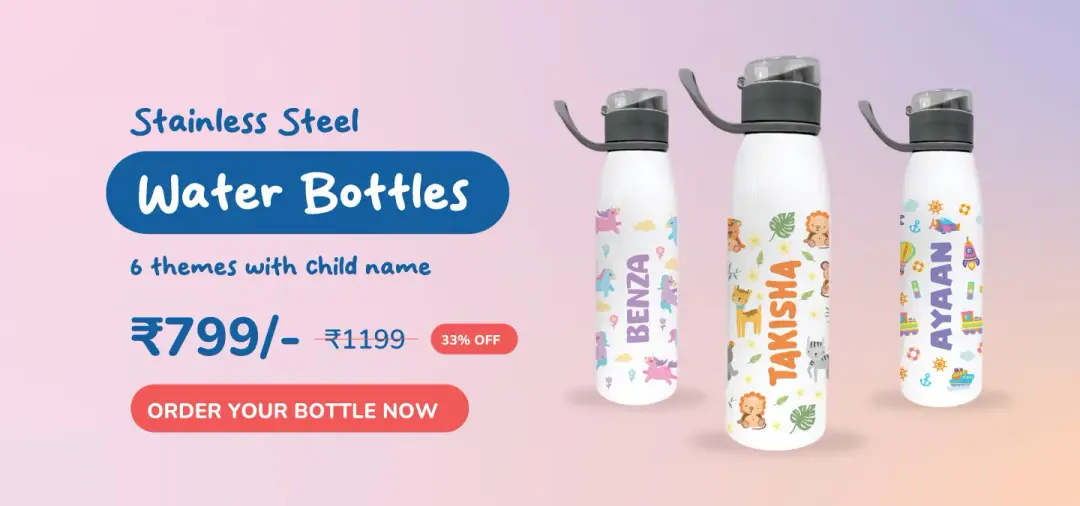 Stainless Steel
Water Bottles
6 themes with child name
₹799/- ₹1199 33% OFF
ORDER YOUR BOTTLE NOW
BENZA
TAKISHA
AYAAN